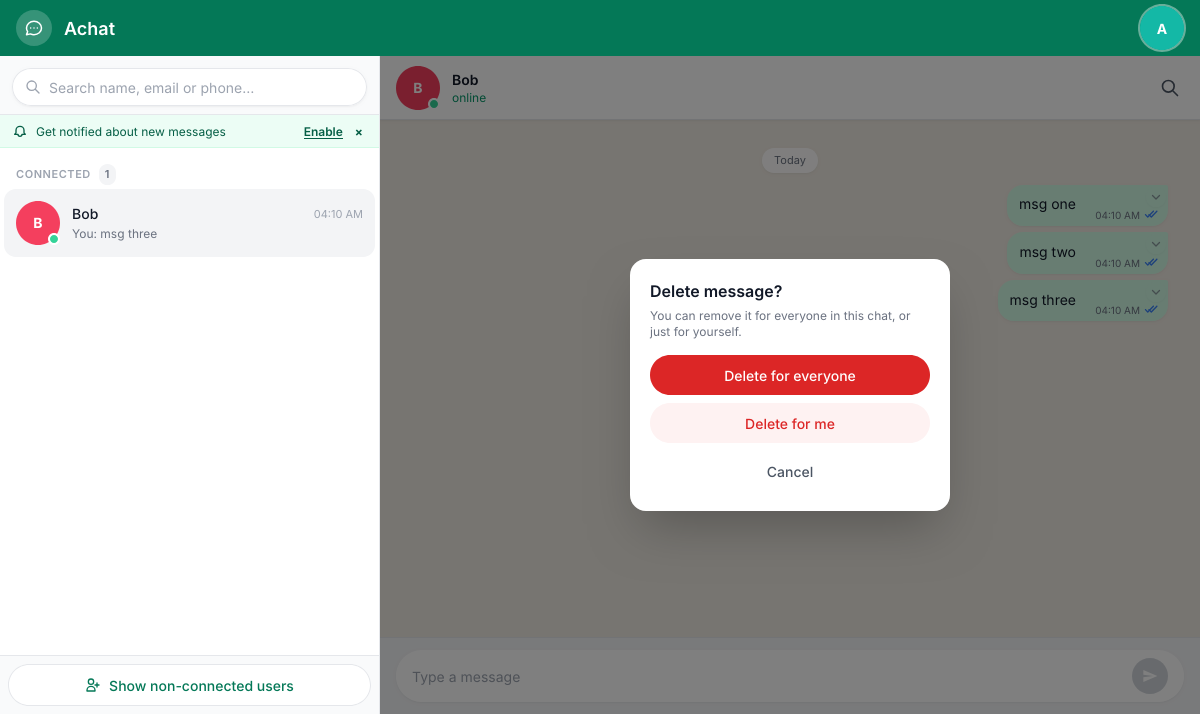 Achat
A
Search name, email or phone...
Get notified about new messages
Enable ×
CONNECTED 1
B
Bob
04:10 AM
You: msg three
Show non-connected users
B
Bob
online
Today
msg one
04:10 AM
msg two
04:10 AM
msg three
04:10 AM
Delete message?
You can remove it for everyone in this chat, or
just for yourself.
Delete for everyone
Delete for me
Cancel
Type a message